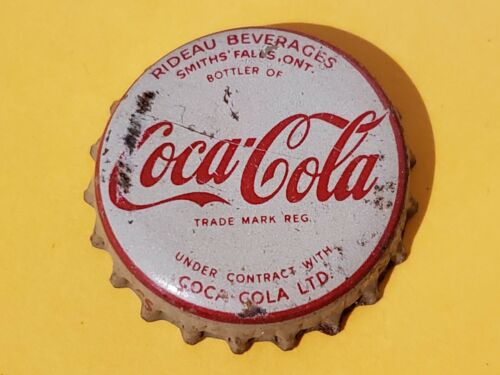 RIDEAU BEVERAGES
SMITHS' FALLS, ONT.
BOTTLER OF
Coca-Cola
TRADE MARK REG.
UNDER CONTRACT WITH
COCA-COLA LTD.